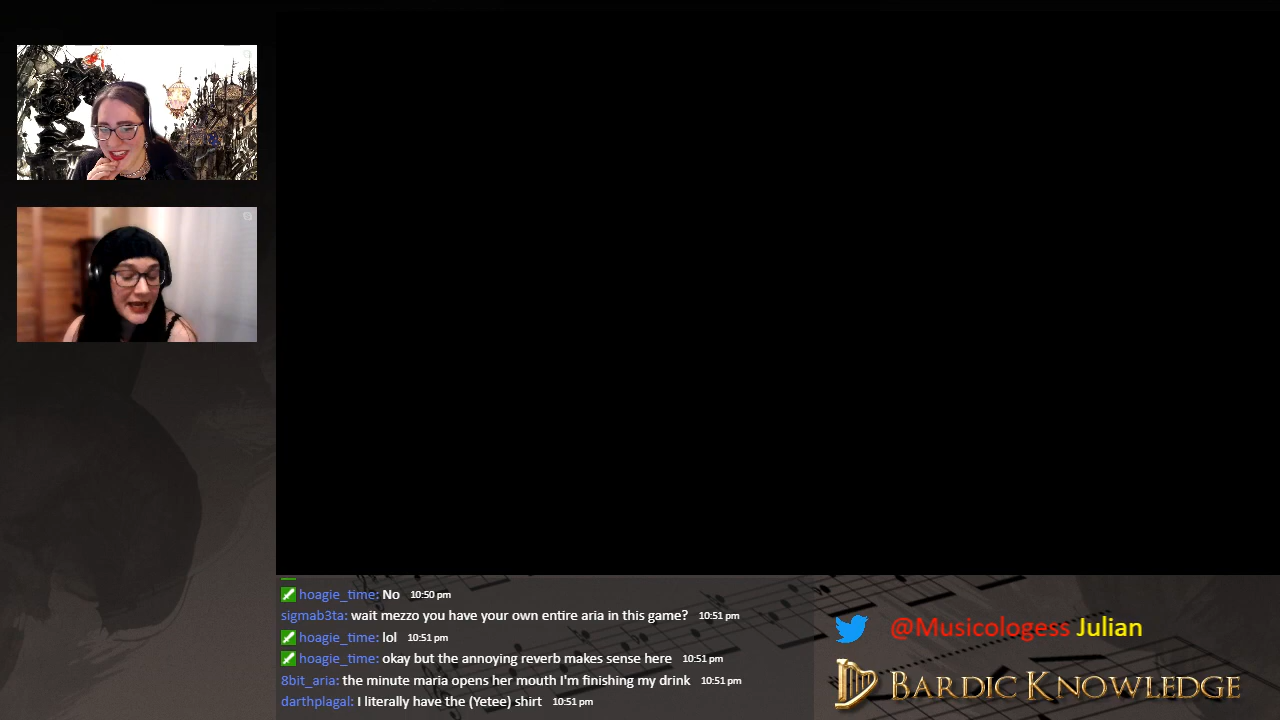 hoagie_time: No 10:50 pm
sigmab3ta: wait mezzo you have your own entire aria in this game? 10:51 pm
hoagie_time: lol 10:51 pm
hoagie_time: okay but the annoying reverb makes sense here 10:51 pm
8bit_aria: the minute maria opens her mouth I'm finishing my drink 10:51 pm
darthplagal: I literally have the (Yetee) shirt 10:51 pm
@Musicologess Julian
BARDIC KNOWLEDGE